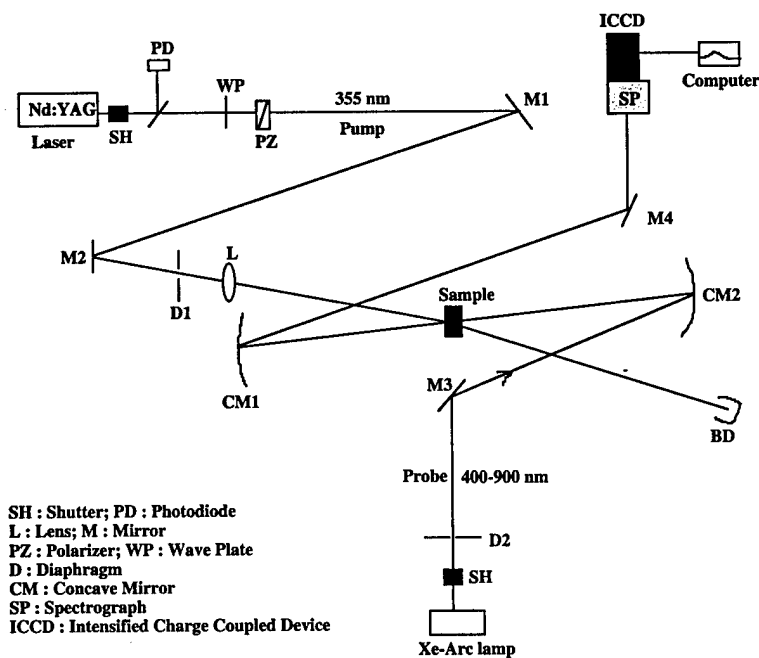 ICCD
PD
WP
355 nm
M1
Computer
Nd:YAG
SP
SH
PZ
Pump
Laser
M4
M2
L
Sample
CM2
D1
M3
CM1
BD
Probe 400-900 nm
SH : Shutter; PD : Photodiode
L : Lens; M : Mirror
PZ : Polarizer; WP : Wave Plate
D : Diaphragm
CM : Concave Mirror
SP : Spectrograph
ICCD : Intensified Charge Coupled Device
D2
SH
Xe-Arc lamp